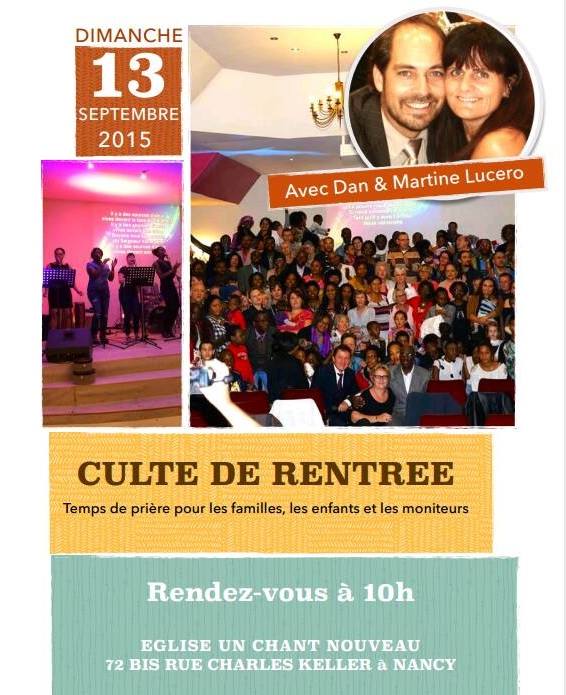 DIMANCHE
13
SEPTEMBRE
2015
Avec Dan & Martine Lucero
CULTE DE RENTREE
Temps de prière pour les familles, les enfants et les moniteurs
Rendez-vous à 10h
EGLISE UN CHANT NOUVEAU
72 BIS RUE CHARLES KELLER à NANCY